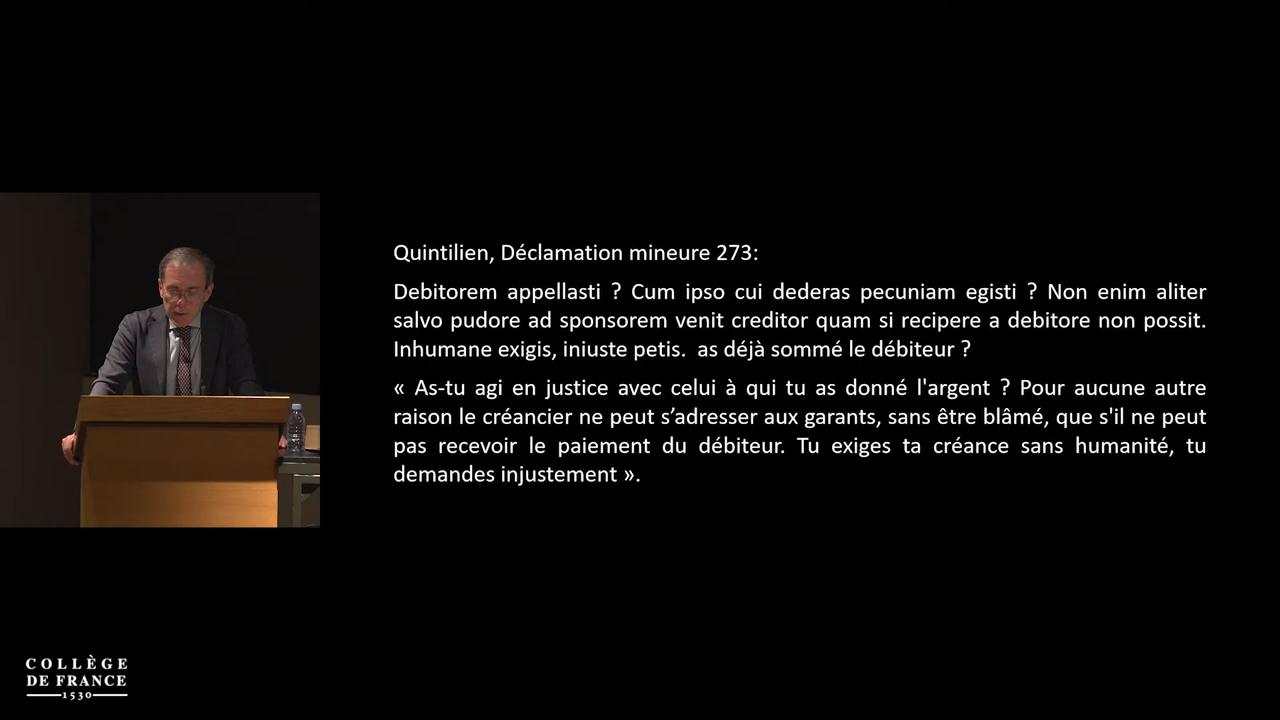 Quintilien, Déclamation mineure 273:
Debitorem appellasti ? Cum ipso cui dederas pecuniam egisti ? Non enim aliter
salvo pudore ad sponsorem venit creditor quam si recipere a debitore non possit.
Inhumane exigis, iniuste petis.  as déjà sommé le débiteur ?
« As-tu agi en justice avec celui à qui tu as donné l'argent ? Pour aucune autre
raison le créancier ne peut s’adresser aux garants, sans être blâmé, que s'il ne peut
pas recevoir le paiement du débiteur. Tu exiges ta créance sans humanité, tu
demandes injustement ».
COLLÈGE
DE FRANCE
1530